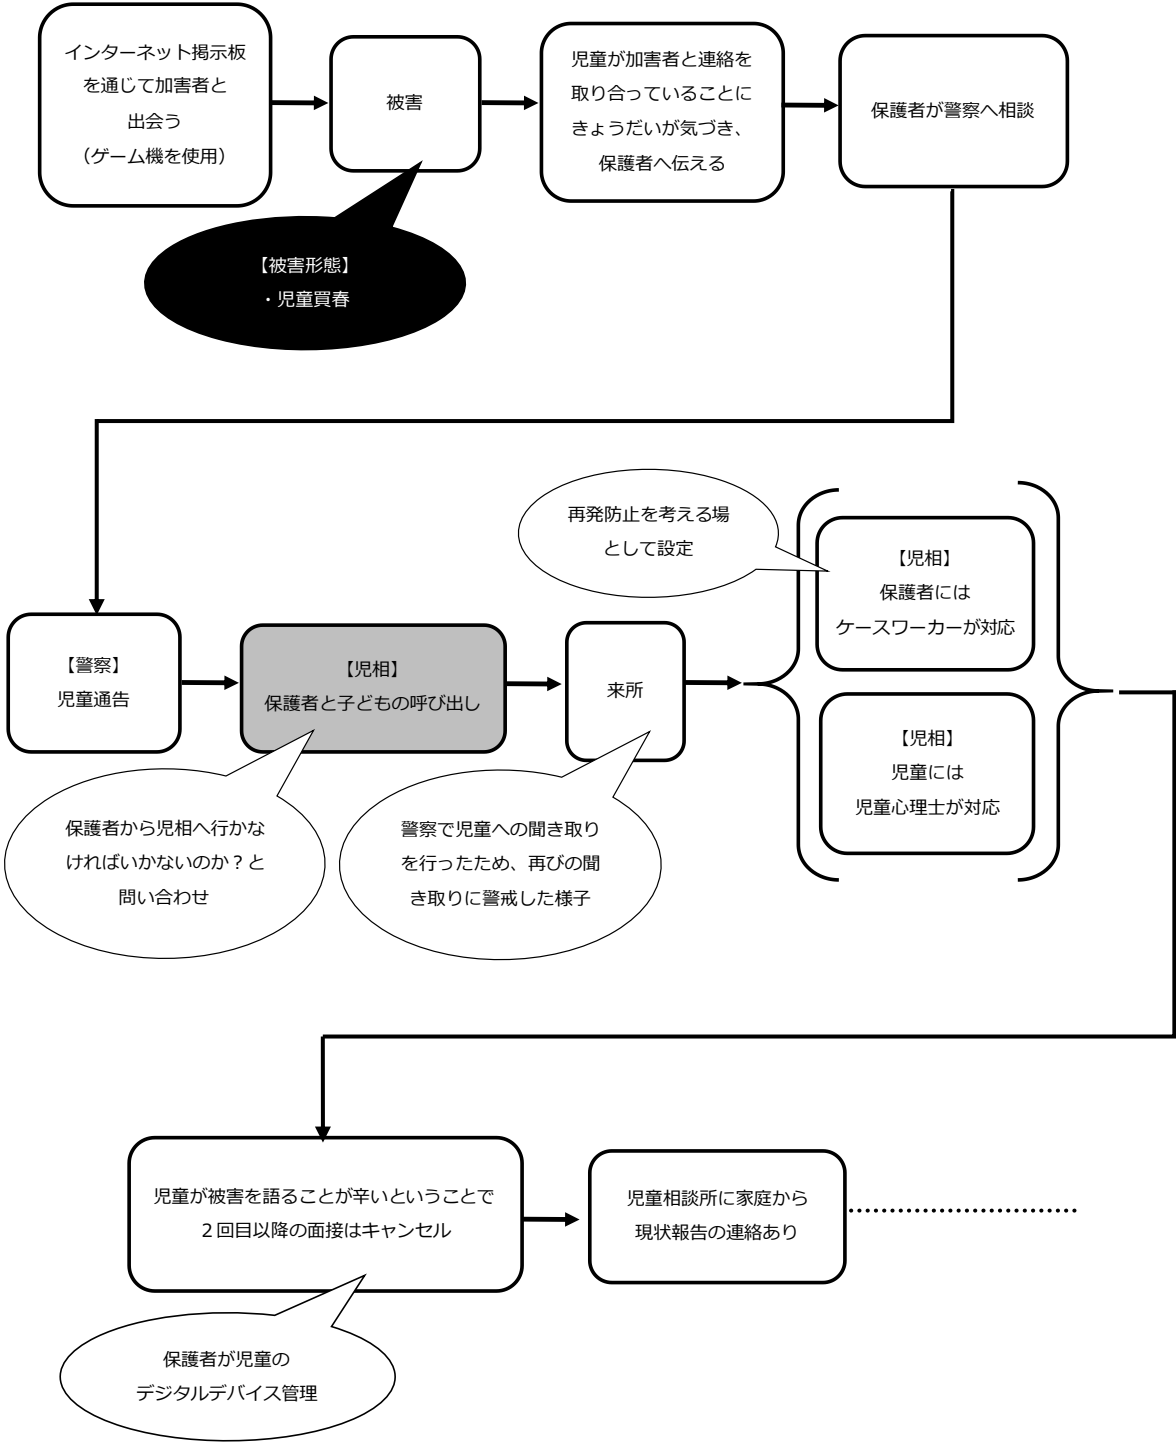 インターネット掲示板
を通じて加害者と
出会う
（ゲーム機を使用）
被害
児童が加害者と連絡を
取り合っていることに
きょうだいが気づき、
保護者へ伝える
保護者が警察へ相談
【被害形態】
・児童買春
再発防止を考える場
として設定
【児相】
保護者には
ケースワーカーが対応
【警察】
児童通告
【児相】
保護者と子どもの呼び出し
来所
【児相】
児童には
児童心理士が対応
保護者から児相へ行かな
ければいかないのか？と
問い合わせ
警察で児童への聞き取り
を行ったため、再びの聞
き取りに警戒した様子
児童が被害を語ることが辛いということで
２回目以降の面接はキャンセル
児童相談所に家庭から
現状報告の連絡あり
保護者が児童の
デジタルデバイス管理